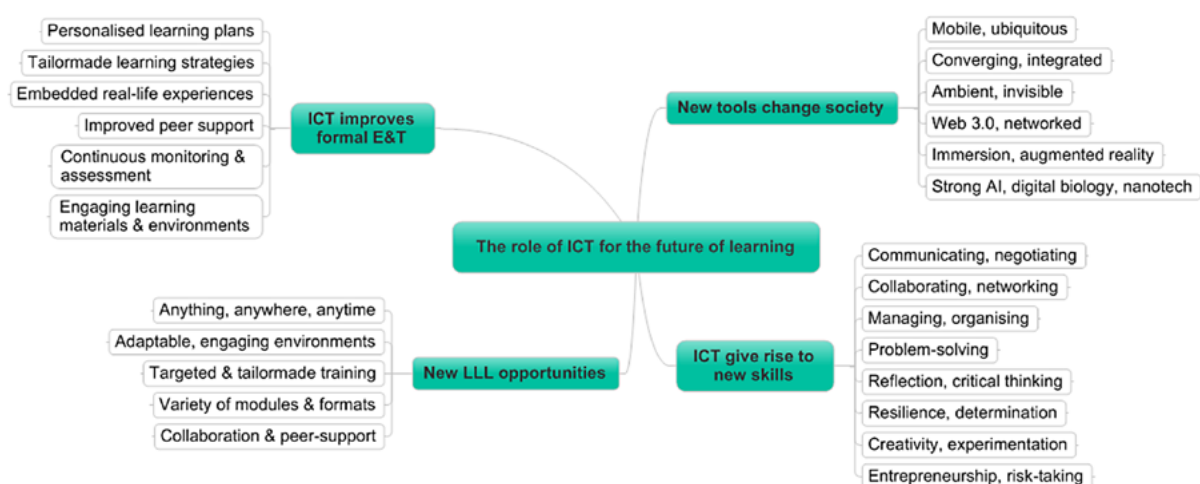 Personalised learning plans
Tailormade learning strategies
Embedded real-life experiences
Improved peer support
Continuous monitoring &
assessment
Engaging learning
materials & environments
ICT improves
formal E&T
New tools change society
Mobile, ubiquitous
Converging, integrated
Ambient, invisible
Web 3.0, networked
Immersion, augmented reality
Strong AI, digital biology, nanotech
The role of ICT for the future of learning
Anything, anywhere, anytime
Adaptable, engaging environments
Targeted & tailormade training
Variety of modules & formats
Collaboration & peer-support
New LLL opportunities
ICT give rise to
new skills
Communicating, negotiating
Collaborating, networking
Managing, organising
Problem-solving
Reflection, critical thinking
Resilience, determination
Creativity, experimentation
Entrepreneurship, risk-taking